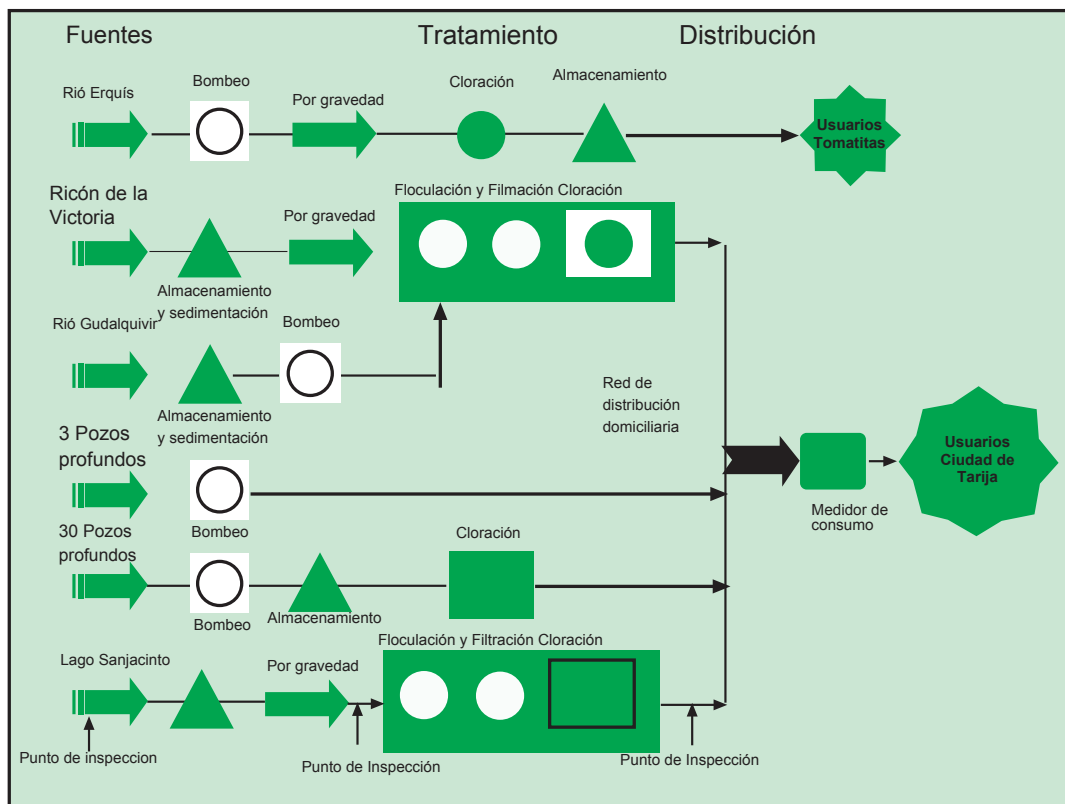 Fuentes
Tratamiento
Distribución
Rió Erquís
Bombeo
Por gravedad
Cloración
Almacenamiento
Usuarios
Tomatitas
Ricón de la
Victoria
Almacenamiento
y sedimentación
Por gravedad
Floculación y Filmación Cloración
Rió Gudalquivir
Almacenamiento
y sedimentación
Bombeo
Red de
distribución
domiciliaria
Medidor de
consumo
Usuarios
Ciudad de
Tarija
3 Pozos
profundos
Bombeo
30 Pozos
profundos
Bombeo
Almacenamiento
Cloración
Lago Sanjacinto
Por gravedad
Floculación y Filtración Cloración
Punto de inspeccion
Punto de Inspección
Punto de Inspección